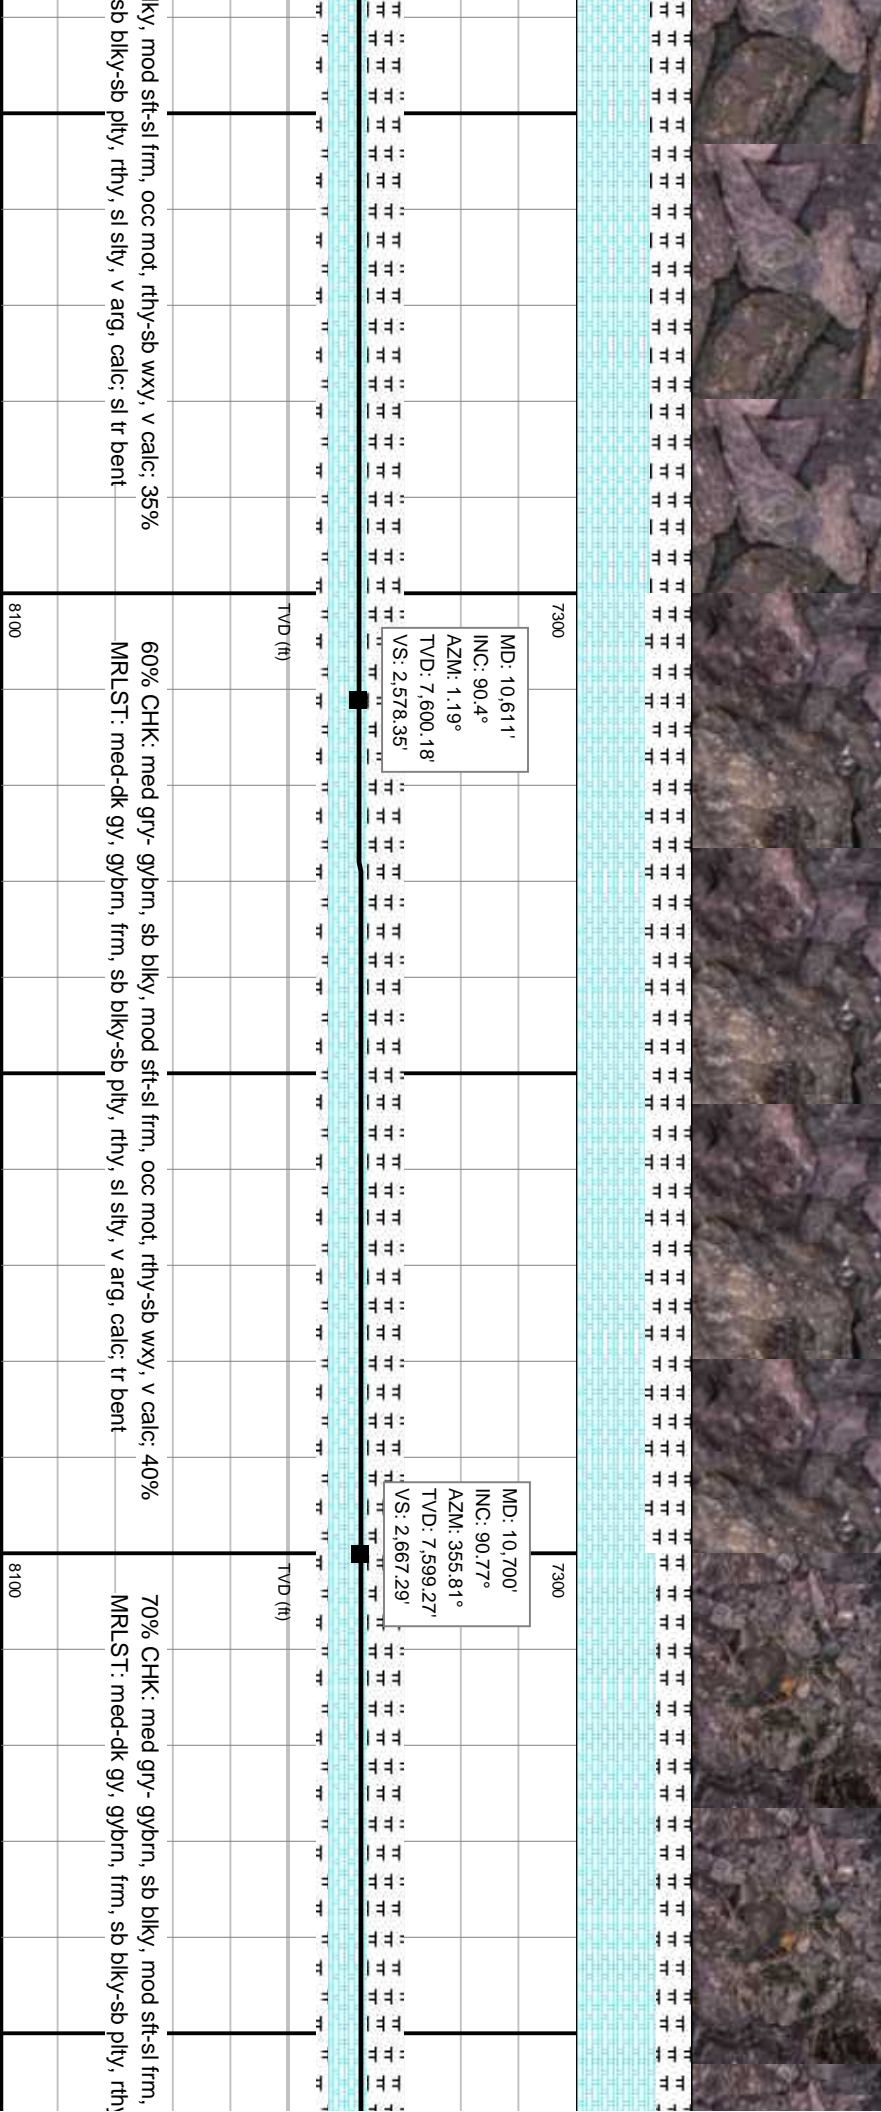 lky, mod sft-sl frm, occ mot, rthy-sb wxy, v calc; 35%
sb blky-sb plty, rthy, sl slty, v arg, calc; sl tr bent
7300
TVD (ft)
8100
MD: 10,611'
INC: 90.4°
AZM: 1.19°
TVD: 7,600.18'
VS: 2,578.35'
60% CHK: med gry- gybrn, sb blky, mod sft-sl frm, occ mot, rthy-sb wxy, v calc; 40%
MRLST: med-dk gy, gybrn, frm, sb blky-sb plty, rthy, sl slty, v arg, calc; tr bent
MD: 10,700'
INC: 90.77°
AZM: 355.81°
TVD: 7,599.27'
VS: 2,667.29'
7300
TVD (ft)
8100
70% CHK: med gry- gybrn, sb blky, mod sft-sl frm,
MRLST: med-dk gy, gybrn, frm, sb blky-sb plty, rthy